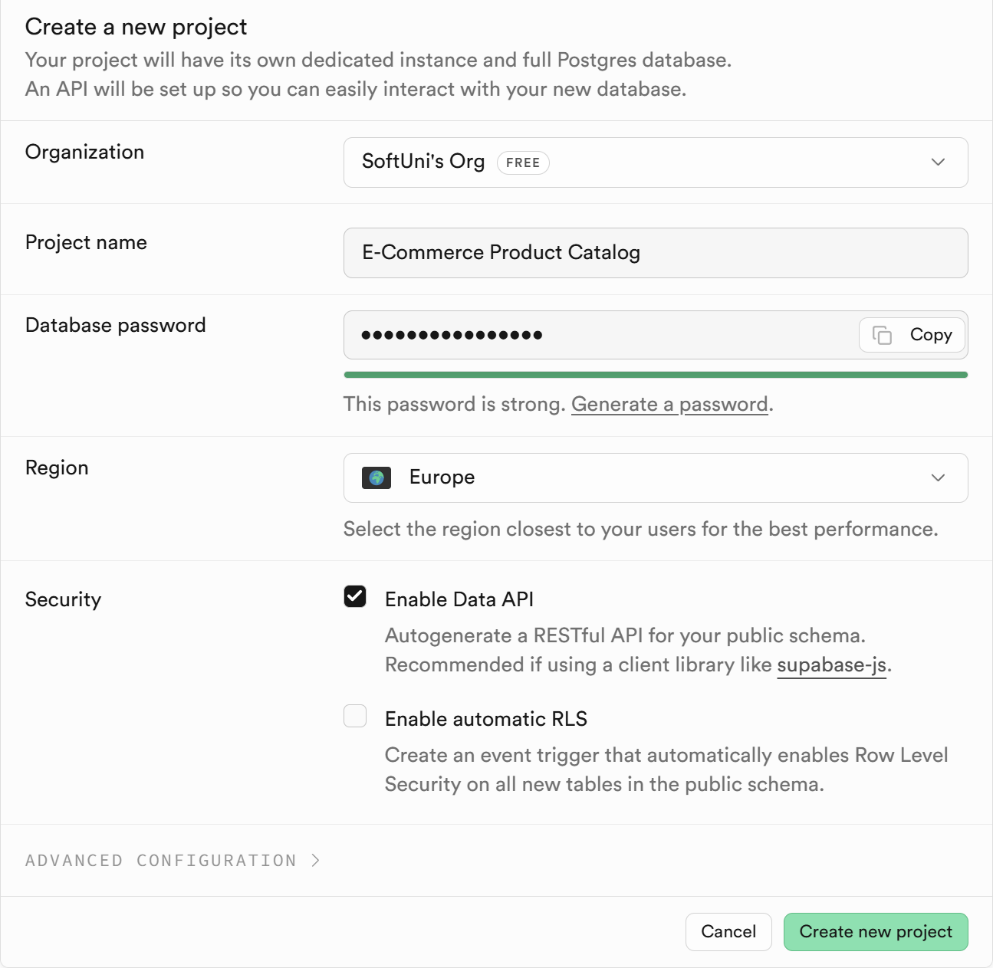 Create a new project
Your project will have its own dedicated instance and full Postgres database.
An API will be set up so you can easily interact with your new database.
Organization
SoftUni's Org FREE
Project name
E-Commerce Product Catalog
Database password
•••••••••••••••• Copy
This password is strong. Generate a password.
Region
Europe
Select the region closest to your users for the best performance.
Security
Enable Data API
Autogenerate a RESTful API for your public schema.
Recommended if using a client library like supabase-js.
Enable automatic RLS
Create an event trigger that automatically enables Row Level
Security on all new tables in the public schema.
ADVANCED CONFIGURATION >
Cancel Create new project